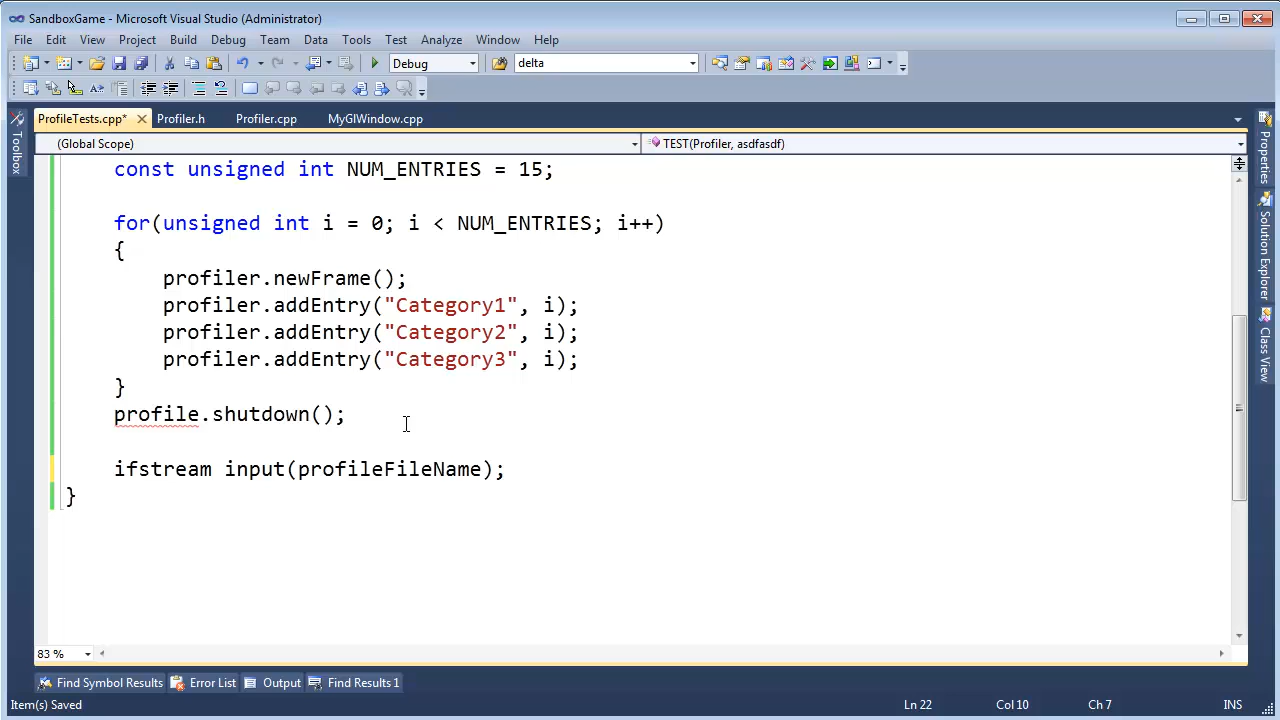 SandboxGame - Microsoft Visual Studio (Administrator)
File Edit View Project Build Debug Team Data Tools Test Analyze Window Help
Debug delta
ProfileTests.cpp* Profiler.h Profiler.cpp MyGlWindow.cpp
(Global Scope) TEST(Profiler, asdfasdf)
Toolbox
Properties
Solution Explorer
Class View
const unsigned int NUM_ENTRIES = 15;
for(unsigned int i = 0; i < NUM_ENTRIES; i++)
{
profiler.newFrame();
profiler.addEntry("Category1", i);
profiler.addEntry("Category2", i);
profiler.addEntry("Category3", i);
}
profile.shutdown();
ifstream input(profileFileName);
}
83 %
Find Symbol Results Error List Output Find Results 1
Item(s) Saved Ln 22 Col 10 Ch 7 INS